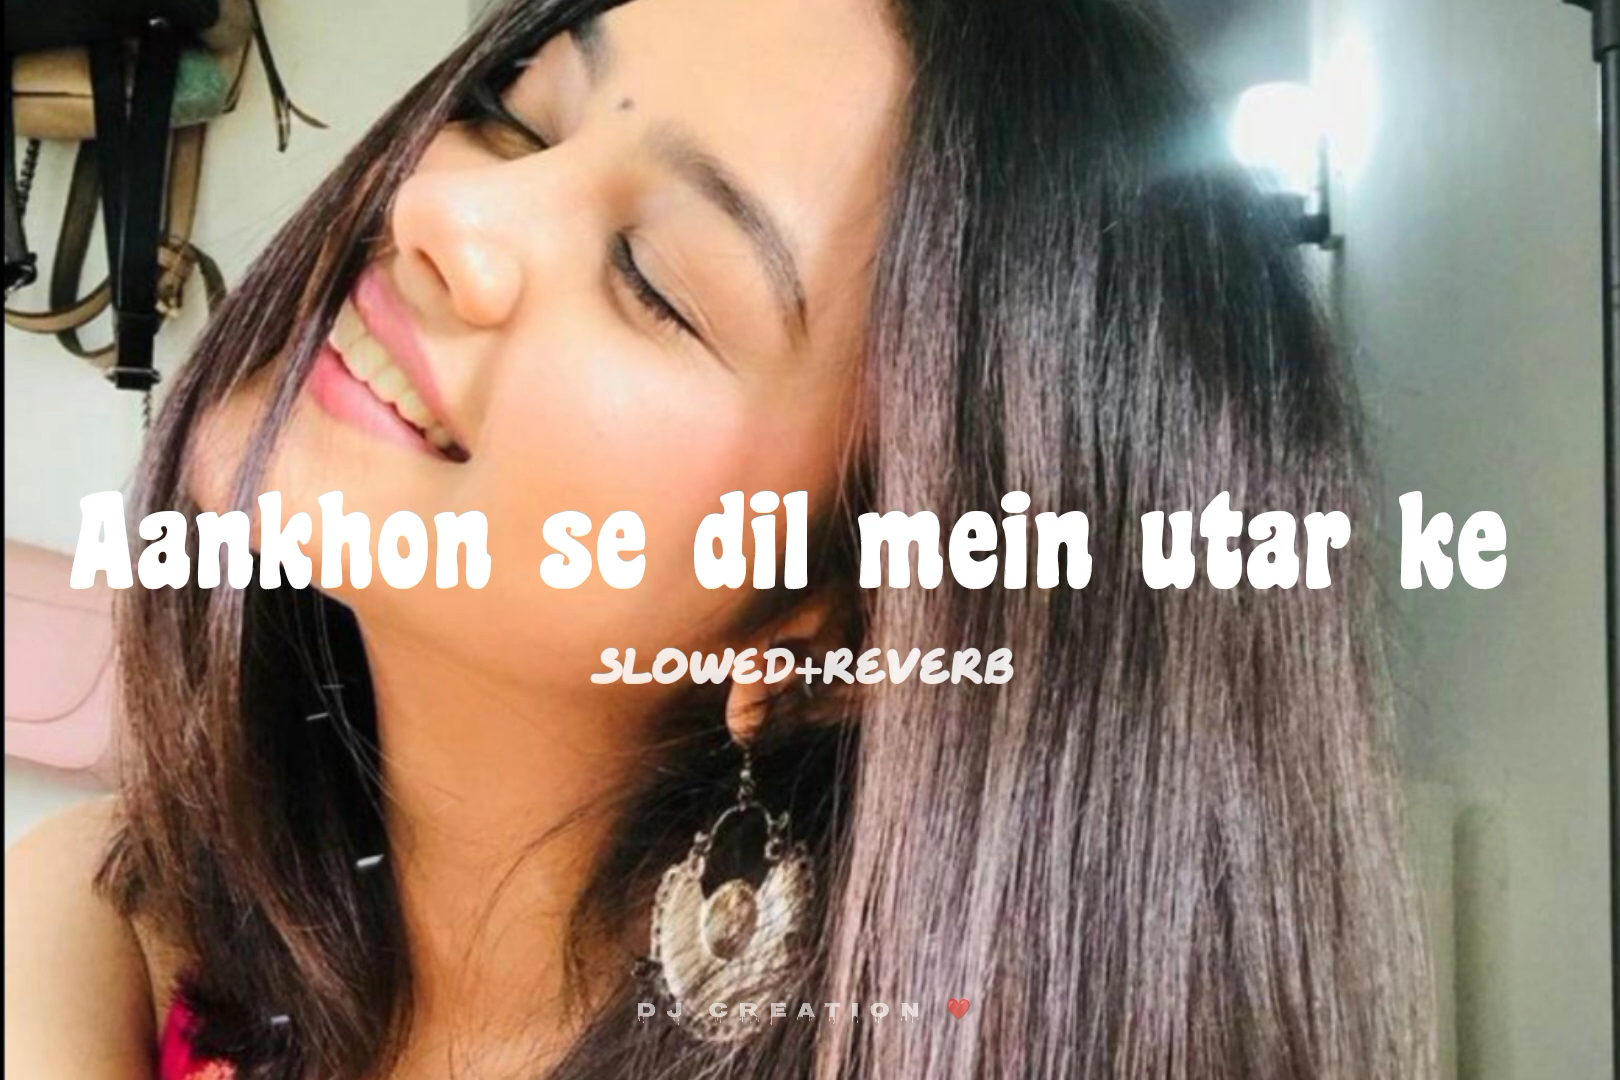 Aankhon se dil mein utar ke
SLOWED+REVERB
DJ CREATION ❤️